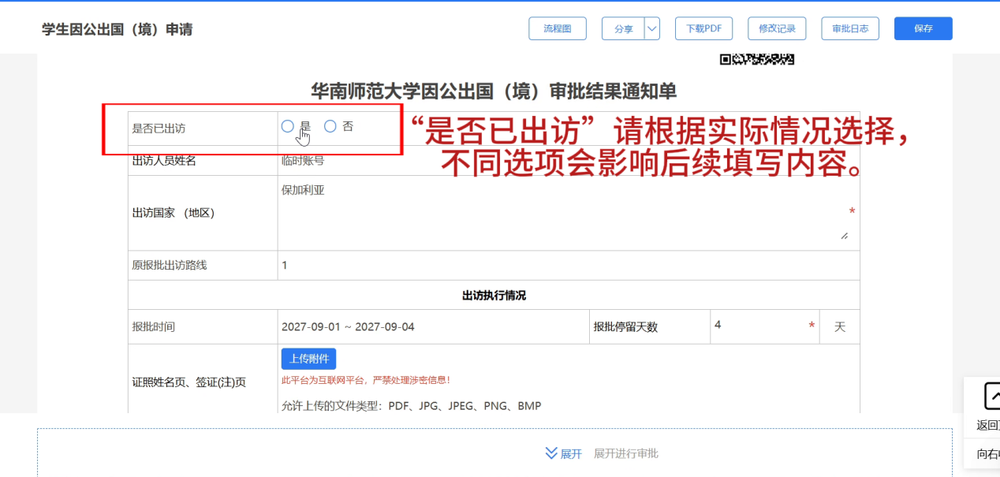 学生因公出国（境）申请
流程图
分享
下载PDF
修改记录
审批日志
保存
华南师范大学因公出国（境）审批结果通知单
是否已出访
是
否
“是否已出访”请根据实际情况选择，
不同选项会影响后续填写内容。
出访人员姓名
临时账号
出访国家 （地区）
保加利亚
*
原报批出访路线
1
出访执行情况
报批时间
2027-09-01 ~ 2027-09-04
报批停留天数
4
*
天
证照姓名页、签证(注)页
上传附件
此平台为互联网平台，严禁处理涉密信息！
允许上传的文件类型：PDF、JPG、JPEG、PNG、BMP
返回
向右
展开
展开进行审批